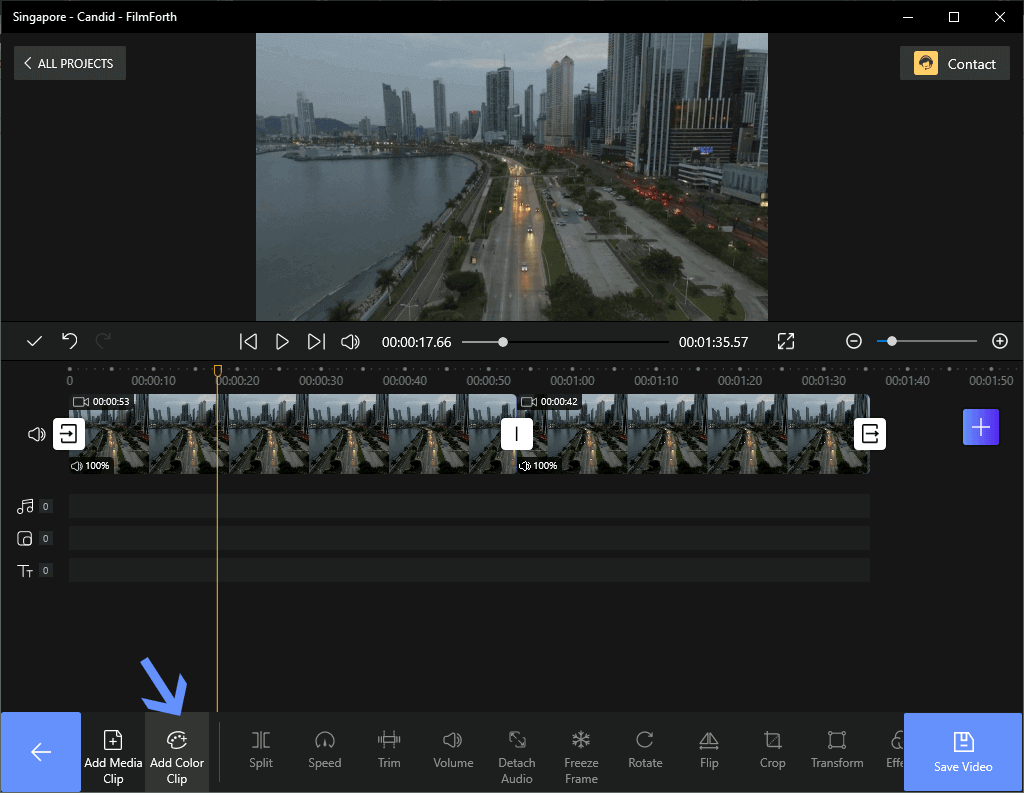 Singapore - Candid - FilmForth
ALL PROJECTS
Contact
00:00:17.66
00:01:35.57
0
00:00:10
00:00:20
00:00:30
00:00:40
00:00:50
00:01:00
00:01:10
00:01:20
00:01:30
00:01:40
00:01:50
00:00:53
00:00:42
100%
100%
0
0
0
Add Media
Clip
Add Color
Clip
Split
Speed
Trim
Volume
Detach
Audio
Freeze
Frame
Rotate
Flip
Crop
Transform
Effe
Save Video